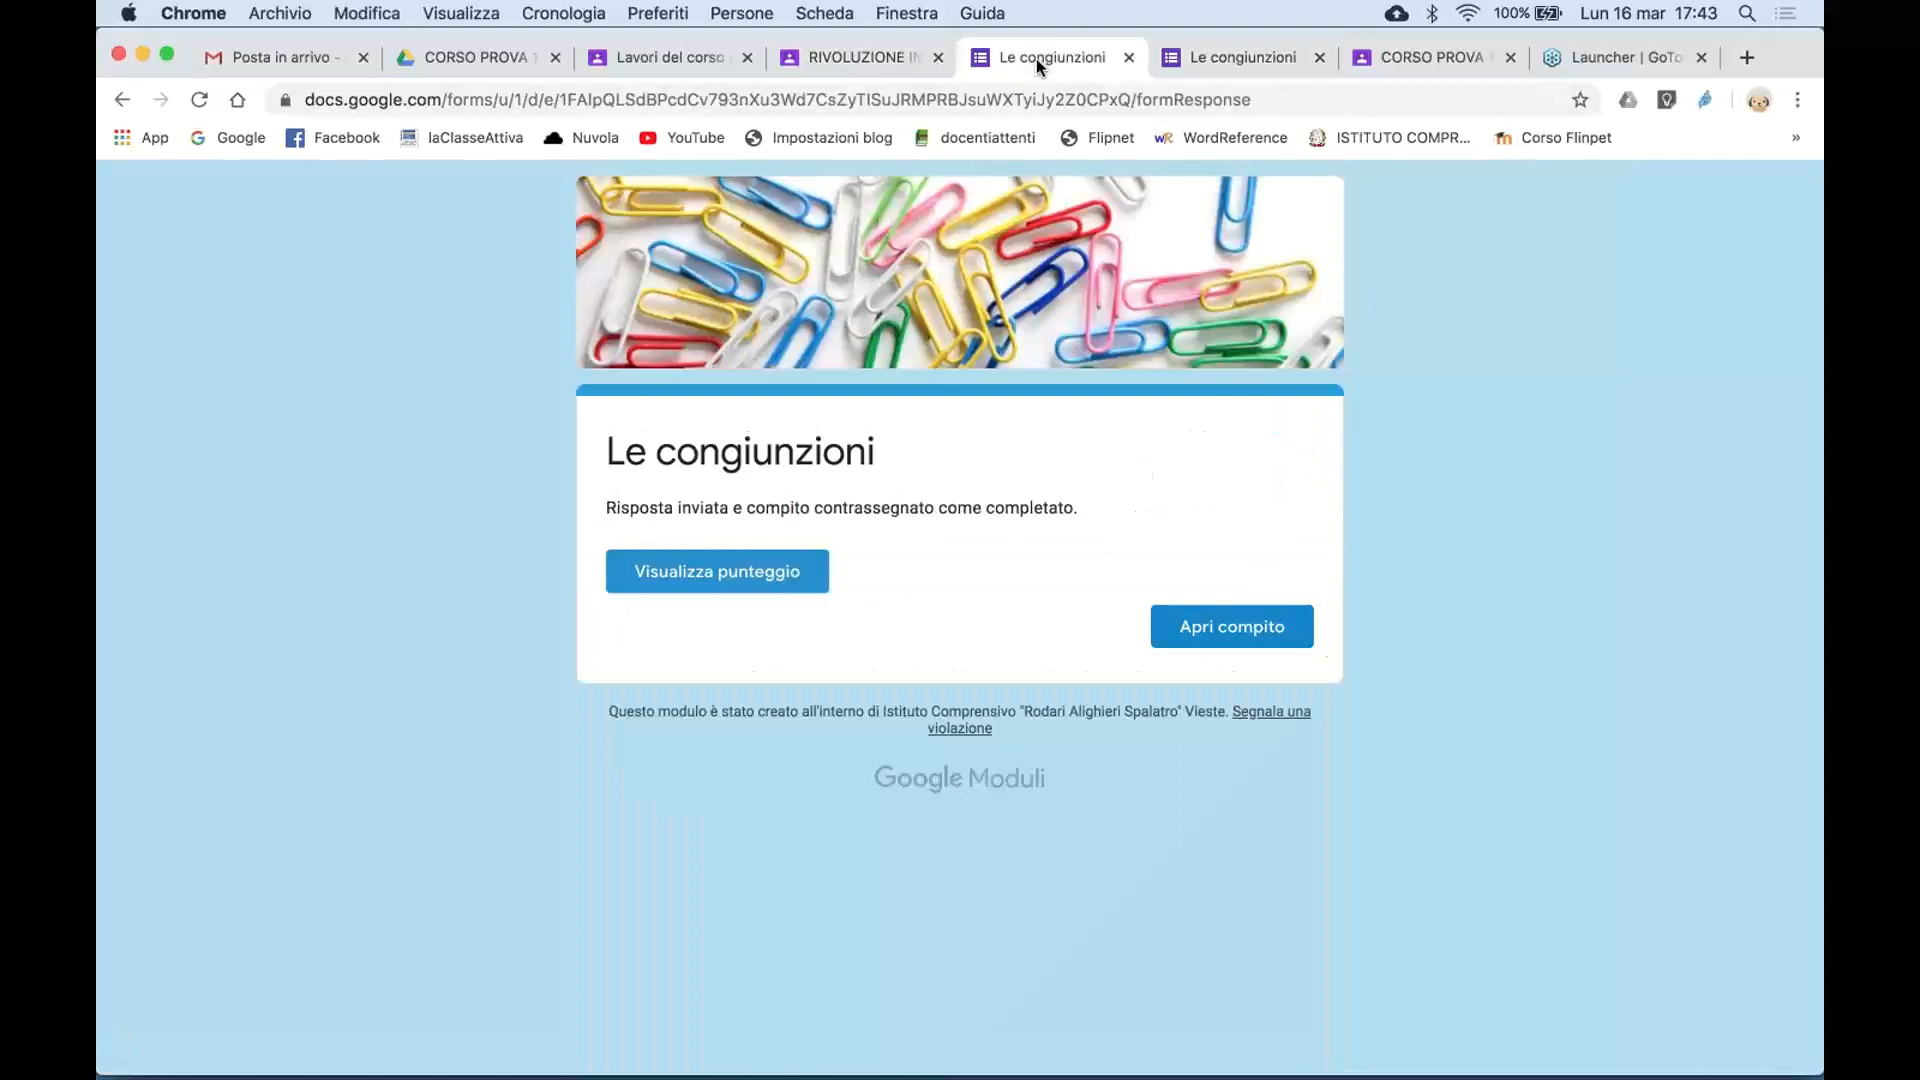 Chrome Archivio Modifica Visualizza Cronologia Preferiti Persone Scheda Finestra Guida 100% Lun 16 mar 17:43
Posta in arrivo - CORSO PROVA Lavori del corso RIVOLUZIONE IN Le congiunzioni Le congiunzioni CORSO PROVA Launcher | GoTo
docs.google.com/forms/u/1/d/e/1FAIpQLSdBPcdCv793nXu3Wd7CsZyTISuJRMPRBJsuWXTyiJy2Z0CPxQ/formResponse
App Google Facebook laClasseAttiva Nuvola YouTube Impostazioni blog docentiattenti Flipnet WordReference ISTITUTO COMPR... Corso Flinpet »
Le congiunzioni
Risposta inviata e compito contrassegnato come completato.
Visualizza punteggio
Apri compito
Questo modulo è stato creato all'interno di Istituto Comprensivo "Rodari Alighieri Spalatro" Vieste. Segnala una
violazione
Google Moduli